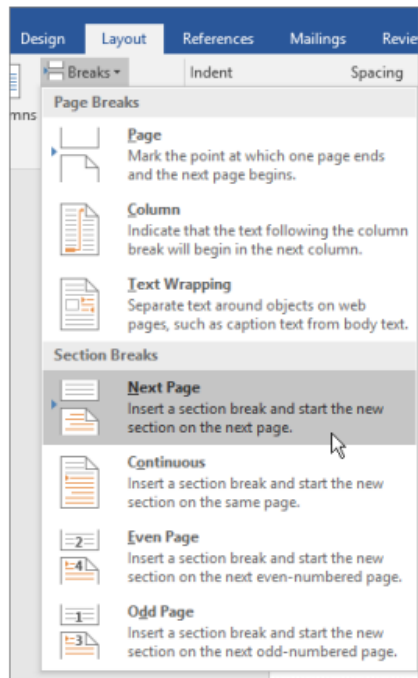 Design Layout References Mailings Revie
Breaks Indent Spacing
mns
Page Breaks
Page
Mark the point at which one page ends
and the next page begins.
Column
Indicate that the text following the column
break will begin in the next column.
Text Wrapping
Separate text around objects on web
pages, such as caption text from body text.
Section Breaks
Next Page
Insert a section break and start the new
section on the next page.
Continuous
Insert a section break and start the new
section on the same page.
2
4
Even Page
Insert a section break and start the new
section on the next even-numbered page.
1
3
Odd Page
Insert a section break and start the new
section on the next odd-numbered page.